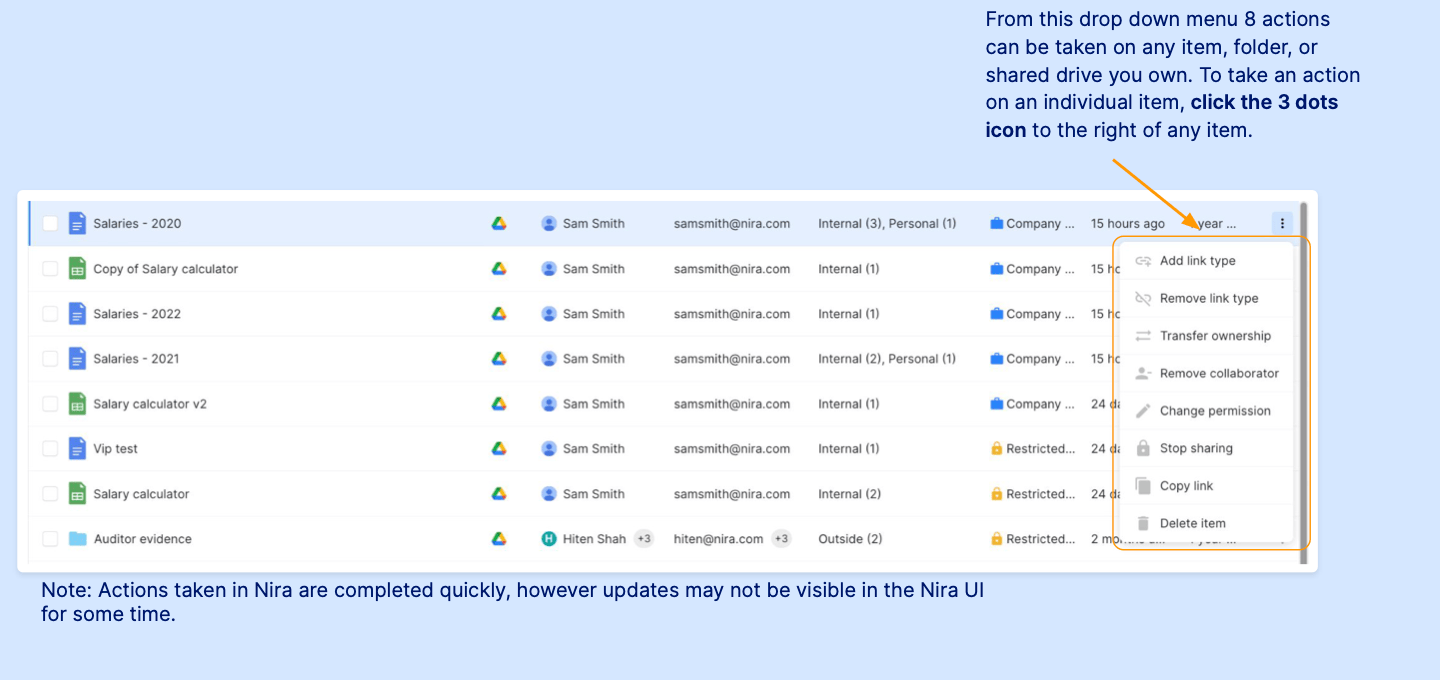 From this drop down menu 8 actions
can be taken on any item, folder, or
shared drive you own. To take an action
on an individual item, click the 3 dots
icon to the right of any item.
Salaries - 2020 Sam Smith samsmith@nira.com Internal (3), Personal (1) Company ... 15 hours ago year ...
Copy of Salary calculator Sam Smith samsmith@nira.com Internal (1) Company ... 15
Salaries - 2022 Sam Smith samsmith@nira.com Internal (1) Company ... 15
Salaries - 2021 Sam Smith samsmith@nira.com Internal (2), Personal (1) Company ... 15
Salary calculator v2 Sam Smith samsmith@nira.com Internal (1) Company ... 24
Vip test Sam Smith samsmith@nira.com Internal (1) Restricted... 24
Salary calculator Sam Smith samsmith@nira.com Internal (2) Restricted... 24
Auditor evidence H Hiten Shah +3 hiten@nira.com +3 Outside (2) Restricted... 2
Add link type
Remove link type
Transfer ownership
Remove collaborator
Change permission
Stop sharing
Copy link
Delete item
Note: Actions taken in Nira are completed quickly, however updates may not be visible in the Nira UI
for some time.